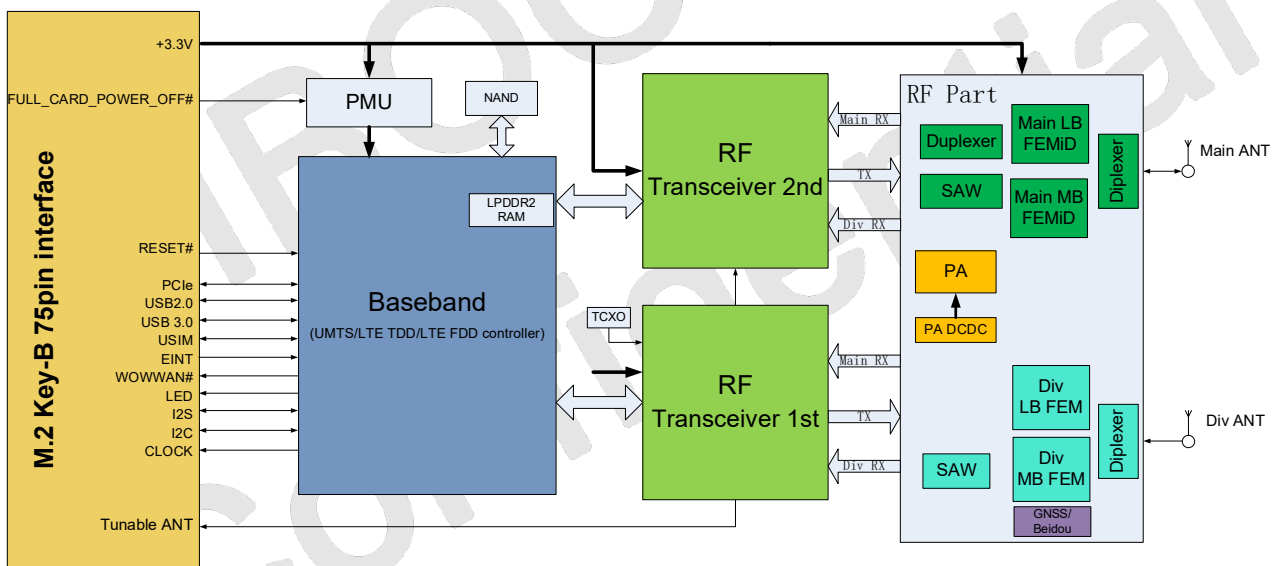 M.2 Key-B 75pin interface
+3.3V
FULL_CARD_POWER_OFF#
RESET#
PCIe
USB2.0
USB 3.0
USIM
EINT
WOWWAN#
LED
I2S
I2C
CLOCK
Tunable ANT
PMU
NAND
LPDDR2
RAM
Baseband
(UMTS/LTE TDD/LTE FDD controller)
TCXO
RF
Transceiver 2nd
RF
Transceiver 1st
Main RX
TX
Div RX
Main RX
TX
Div RX
RF Part
Duplexer
SAW
Main LB
FEMiD
Main MB
FEMiD
Diplexer
PA
PA DCDC
Div
LB FEM
Div
MB FEM
SAW
Diplexer
GNSS/
Beidou
Main ANT
Div ANT
Confidential